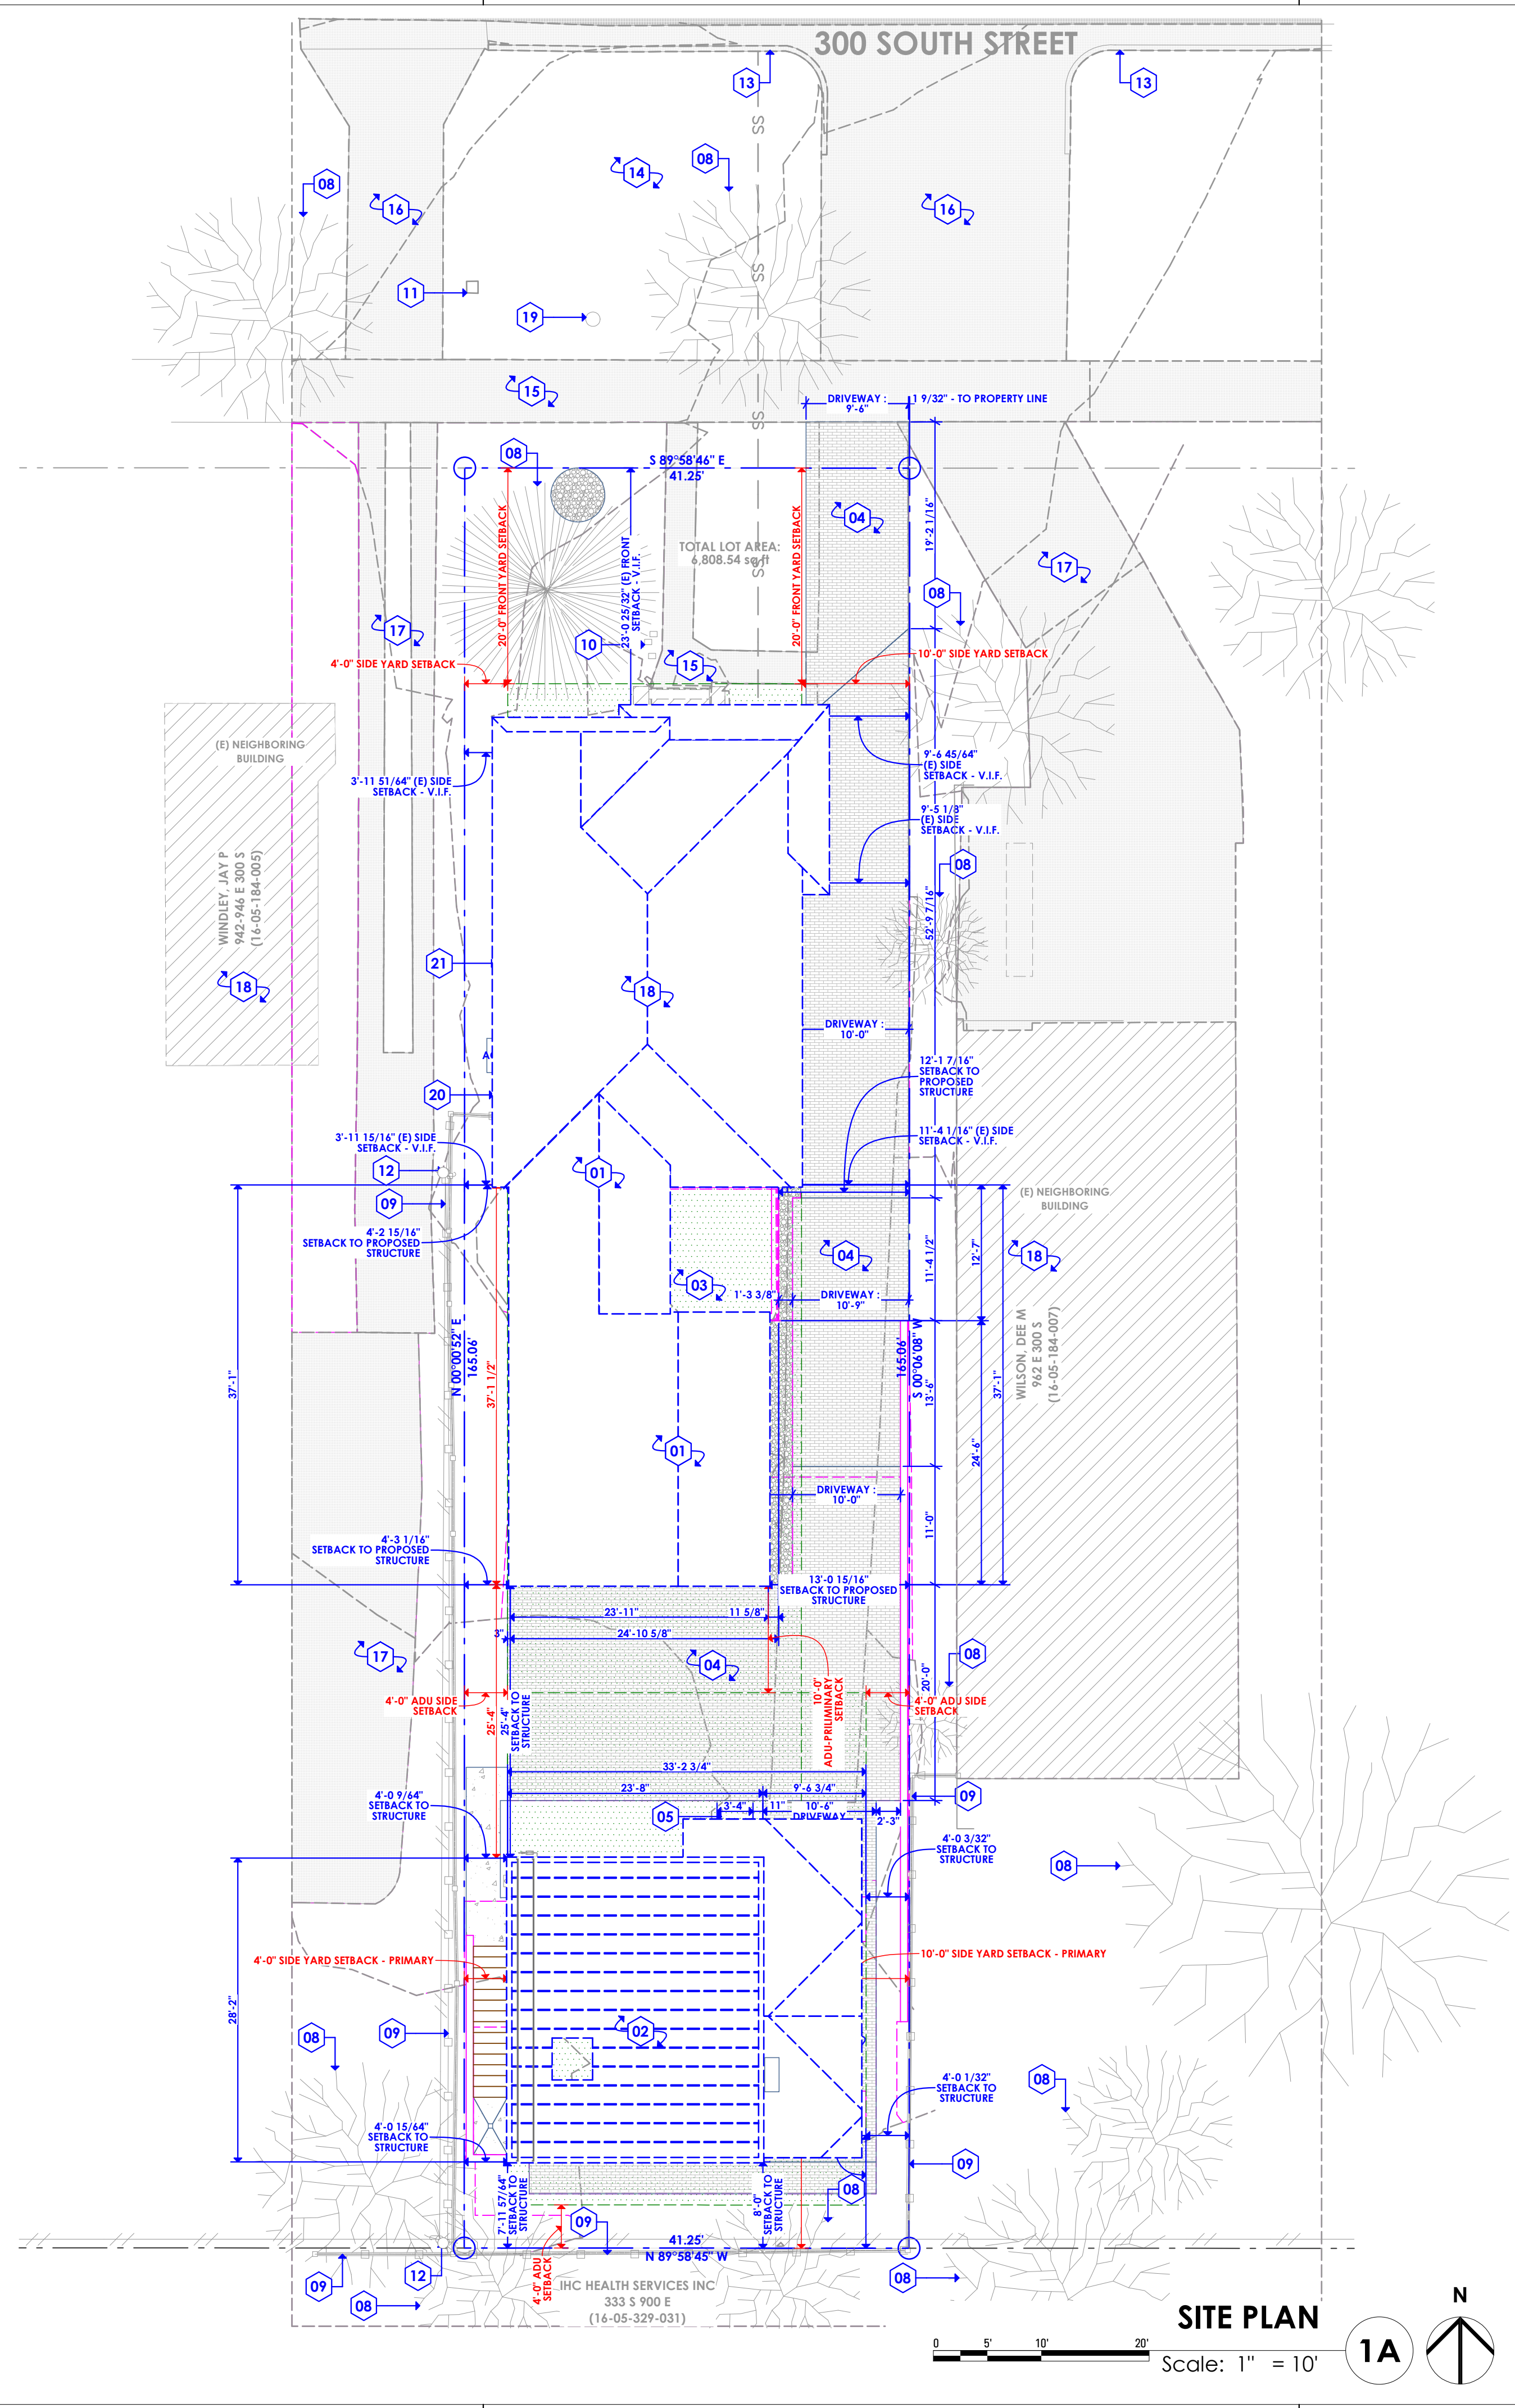 300 SOUTH STREET
13
13
SS
08
14
08
16
16
SS
11
19
15
DRIVEWAY :
9'-6"
1 9/32" - TO PROPERTY LINE
SS
08
S 89°58'46" E
41.25'
04
20'-0" FRONT YARD SETBACK
23'-0 25/32" (E) FRONT
SETBACK - V.I.F.
TOTAL LOT AREA:
6,808.54 sq ft
SS
20'-0" FRONT YARD SETBACK
19'-2 1/16"
17
08
17
10
15
4'-0" SIDE YARD SETBACK
10'-0" SIDE YARD SETBACK
(E) NEIGHBORING
BUILDING
3'-11 51/64" (E) SIDE
SETBACK - V.I.F.
9'-6 45/64"
(E) SIDE
SETBACK - V.I.F.
9'-5 1/8"
(E) SIDE
SETBACK - V.I.F.
08
WINDLEY, JAY P
942-946 E 300 S
(16-05-184-005)
52'-9 7/16"
21
18
18
DRIVEWAY :
10'-0"
A
12'-1 7/16"
SETBACK TO
PROPOSED
STRUCTURE
20
3'-11 15/16" (E) SIDE
SETBACK - V.I.F.
11'-4 1/16" (E) SIDE
SETBACK - V.I.F.
12
01
09
(E) NEIGHBORING
BUILDING
4'-2 15/16"
SETBACK TO PROPOSED
STRUCTURE
04
11'-4 1/2"
12'-7"
18
03
1'-3 3/8"
DRIVEWAY :
10'-9"
N 00°00'52" E
165.06'
37'-1 1/2"
37'-1"
165.06'
S 00°06'08" W
13'-6"
37'-1"
WILSON, DEE M
962 E 300 S
(16-05-184-007)
01
24'-6"
DRIVEWAY :
10'-0"
11'-0"
4'-3 1/16"
SETBACK TO PROPOSED
STRUCTURE
13'-0 15/16"
SETBACK TO PROPOSED
STRUCTURE
23'-11"
11 5/8"
3"
24'-10 5/8"
17
04
08
20'-0"
4'-0" ADU SIDE
SETBACK
25'-4"
25'-4"
SETBACK TO
STRUCTURE
10'-0"
ADU-PRILIMINARY
SETBACK
4'-0" ADU SIDE
SETBACK
33'-2 3/4"
23'-8"
9'-6 3/4"
4'-0 9/64"
SETBACK TO
STRUCTURE
05
3'-4"
11"
10'-6"
DRIVEWAY
2'-3"
09
4'-0 3/32"
SETBACK TO
STRUCTURE
08
4'-0" SIDE YARD SETBACK - PRIMARY
10'-0" SIDE YARD SETBACK - PRIMARY
28'-2"
08
09
02
4'-0 1/32"
SETBACK TO
STRUCTURE
08
4'-0 15/64"
SETBACK TO
STRUCTURE
09
7'-11 57/64"
SETBACK TO
STRUCTURE
8'-0"
SETBACK TO
STRUCTURE
08
09
41.25'
N 89°58'45" W
09
12
08
4'-0" ADU
SETBACK
08
IHC HEALTH SERVICES INC
333 S 900 E
(16-05-329-031)
SITE PLAN
0 5' 10' 20'
Scale: 1" = 10'
1A
N